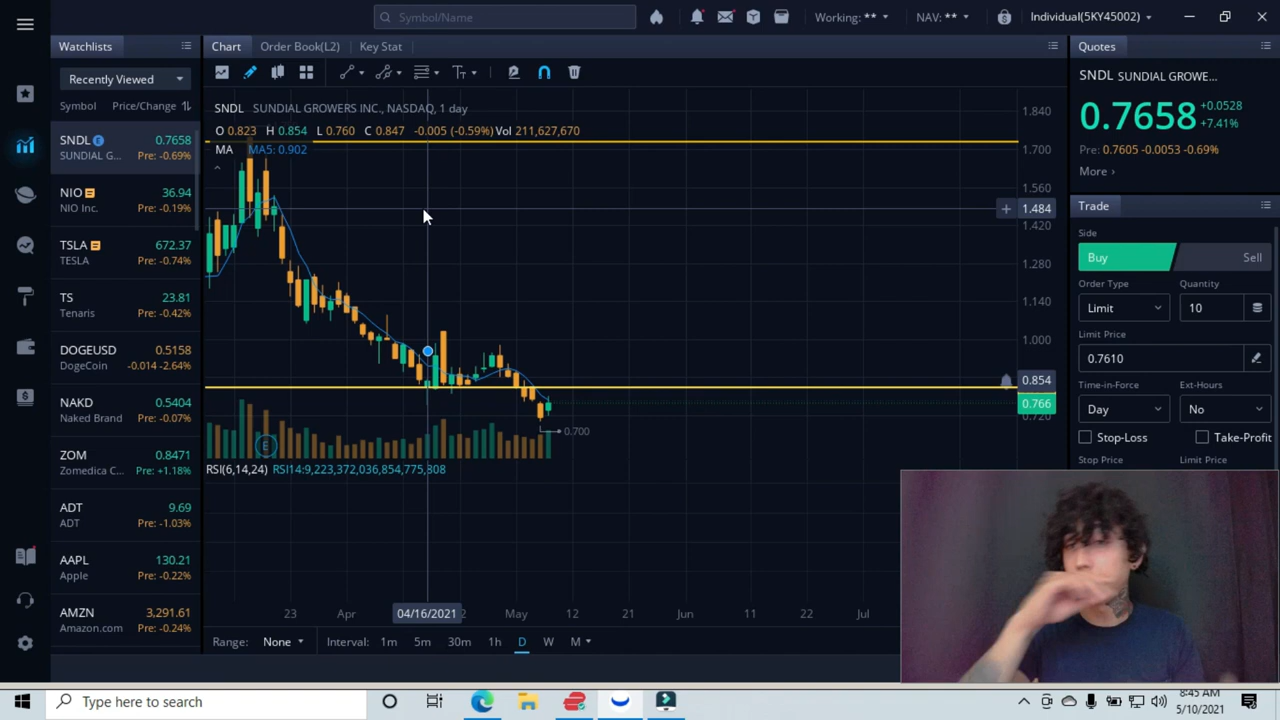 Symbol/Name
Working: **
NAV: **
Individual(5KY45002)
Watchlists
Chart
Order Book(L2)
Key Stat
Quotes
Recently Viewed
Symbol Price/Change
SNDL 0.7658
SUNDIAL G... Pre: -0.69%
NIO 36.94
NIO Inc. Pre: -0.19%
TSLA 672.37
TESLA Pre: -0.74%
TS 23.81
Tenaris Pre: -0.42%
DOGEUSD 0.5158
DogeCoin -0.014 -2.64%
NAKD 0.5404
Naked Brand Pre: -0.07%
ZOM 0.8471
Zomedica C... Pre: +1.18%
ADT 9.69
ADT Pre: -1.03%
AAPL 130.21
Apple Pre: -0.22%
AMZN 3,291.61
Amazon.com Pre: -0.24%
SNDL SUNDIAL GROWERS INC., NASDAQ, 1 day
O 0.823 H 0.854 L 0.760 C 0.847 -0.005 (-0.59%) Vol 211,627,670
MA MA5: 0.902
1.840
1.700
1.560
1.484
1.420
1.280
1.140
1.000
0.854
0.766
0.720
0.700
E
RSI(6,14,24) RSI14:9,223,372,036,854,775,808
23 Apr 04/16/2021 2 May 12 21 Jun 11 22 Jul
Range: None Interval: 1m 5m 30m 1h D W M
SNDL SUNDIAL GROWE...
0.7658 +0.0528
+7.41%
Pre: 0.7605 -0.0053 -0.69%
More
Trade
Side
Buy Sell
Order Type Quantity
Limit 10
Limit Price
0.7610
Time-in-Force Ext-Hours
Day No
Stop-Loss Take-Profit
Stop Price Limit Price
Type here to search
8:45 AM
5/10/2021